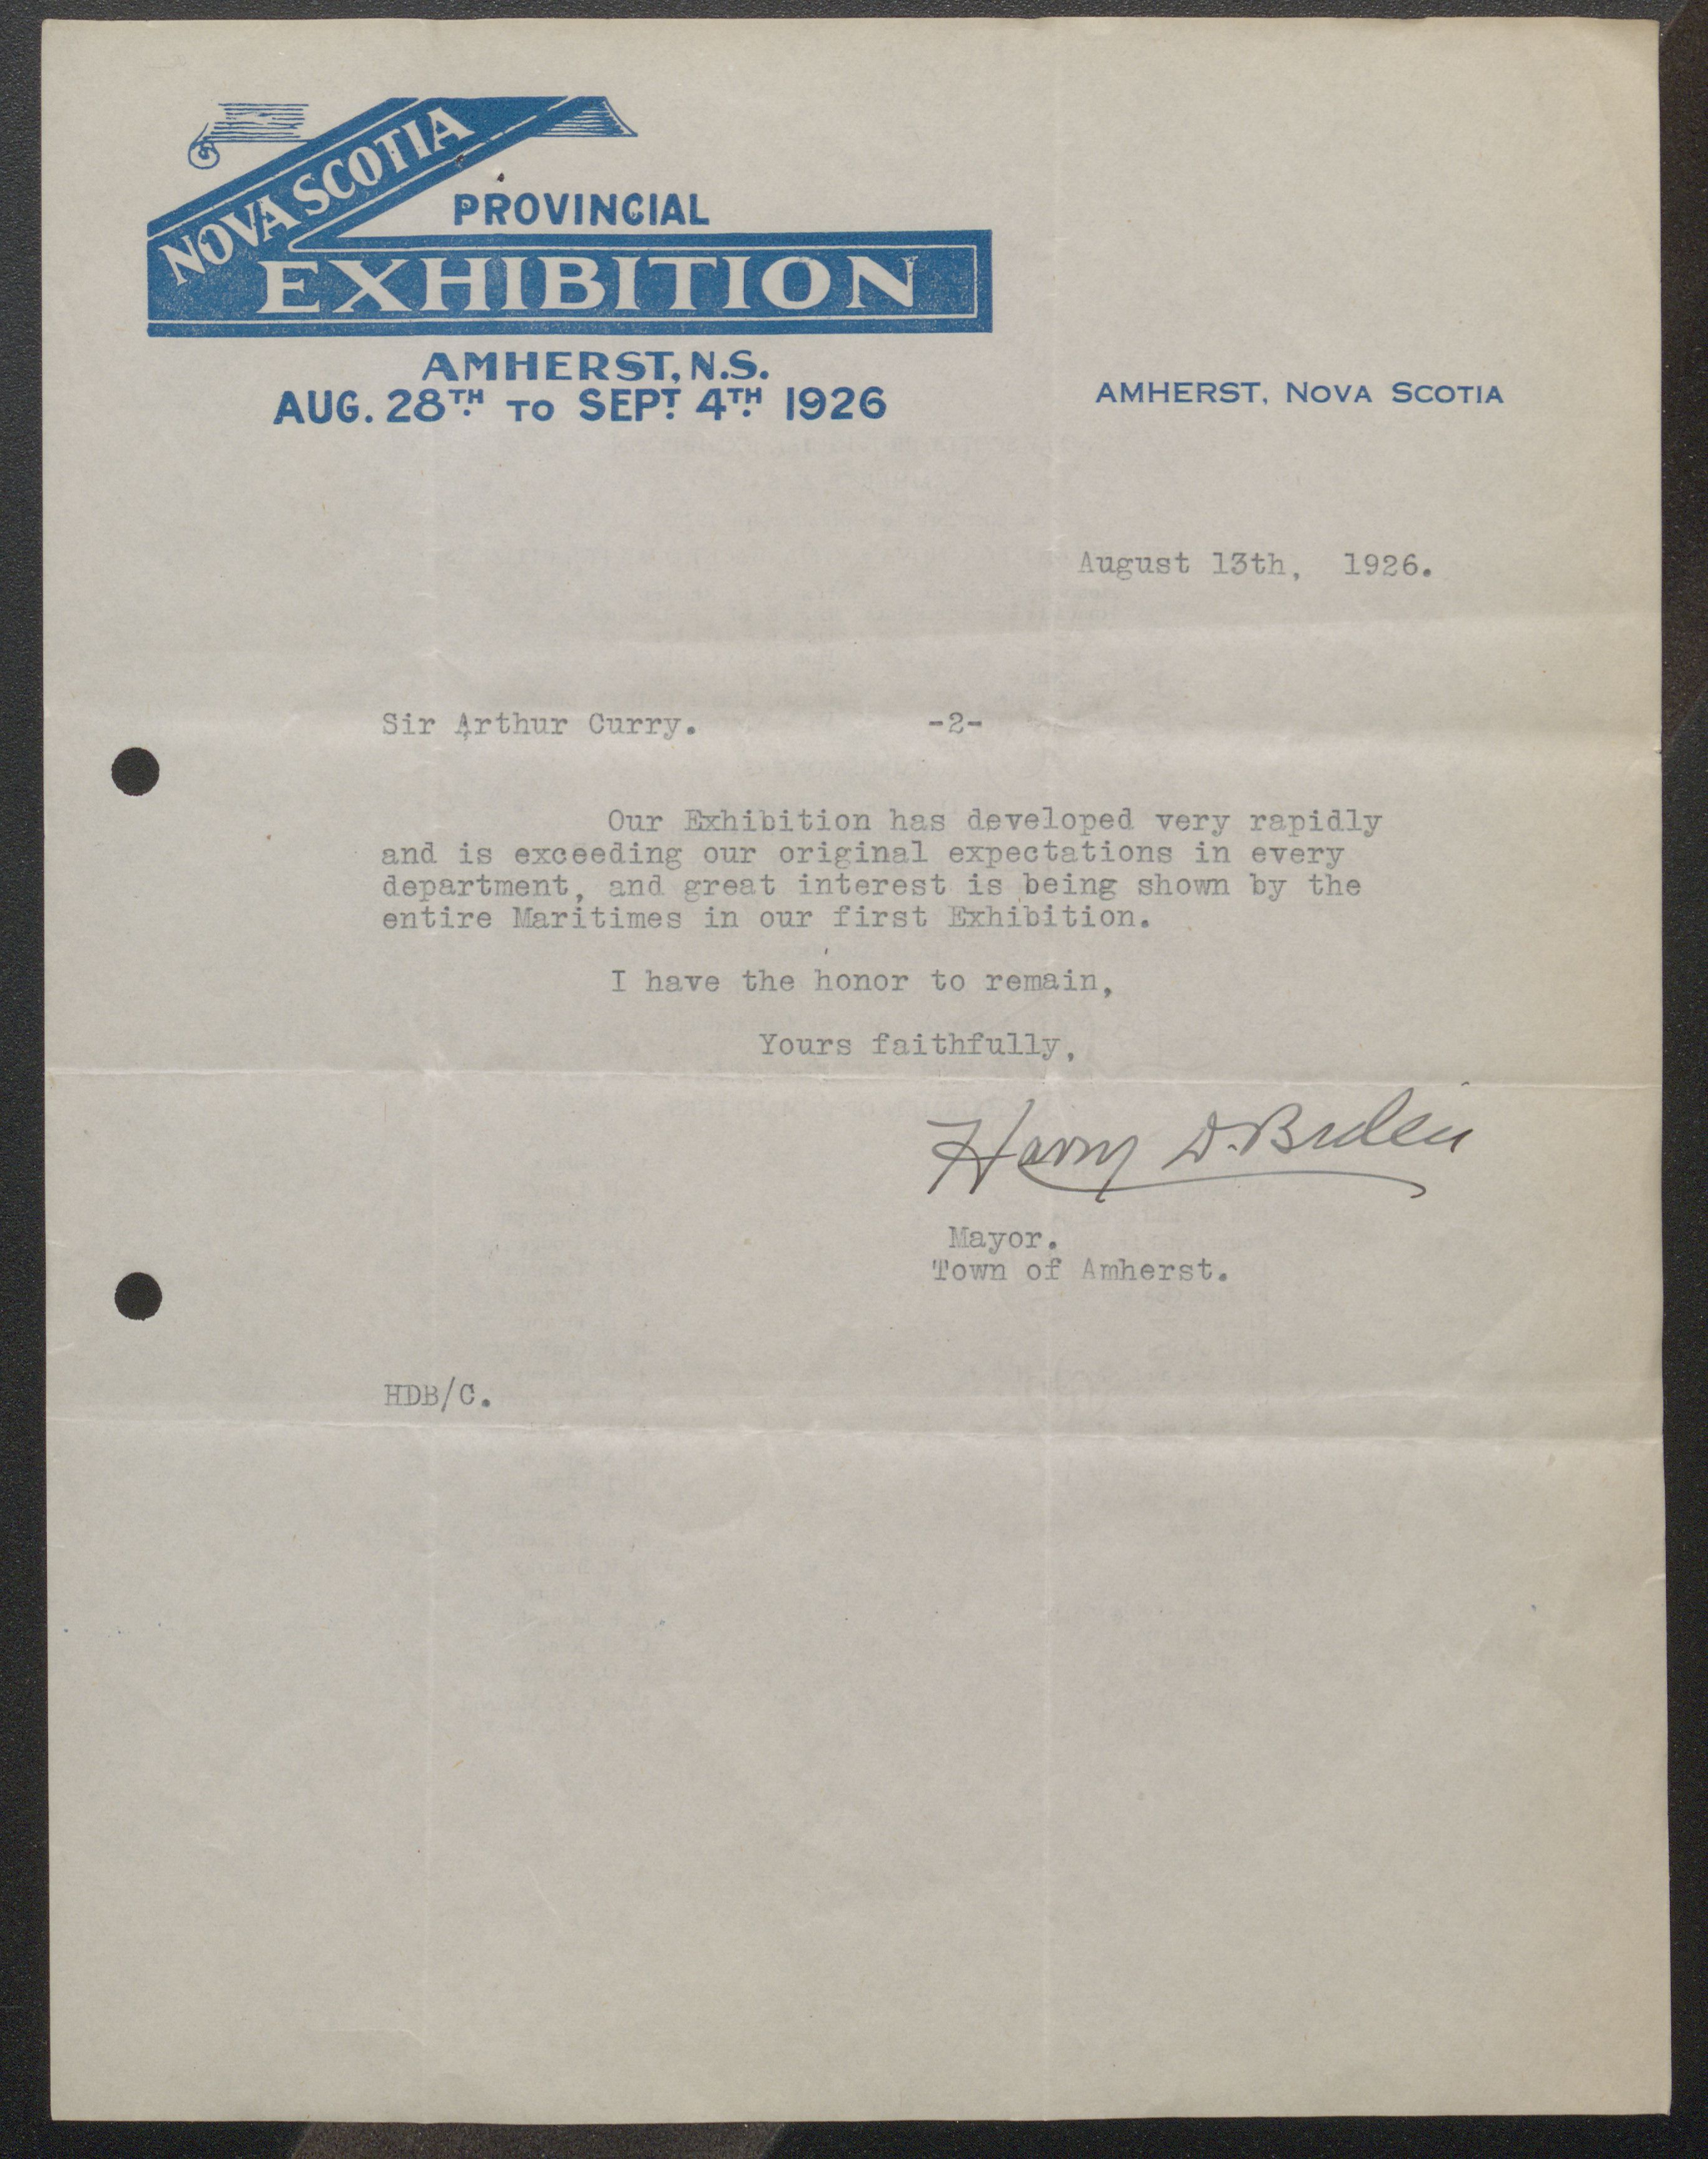 NOVA SCOTIA
PROVINCIAL
EXHIBITION
AMHERST, N.S.
AUG. 28TH. TO SEPT. 4TH. 1926
AMHERST, NOVA SCOTIA
August 13th, 1926.
Sir Arthur Curry. -2-
Our Exhibition has developed very rapidly
and is exceeding our original expectations in every
department, and great interest is being shown by the
entire Maritimes in our first Exhibition.
I have the honor to remain,
Yours faithfully,
Harry D. 
Mayor.
Town of Amherst.
HDB/C.